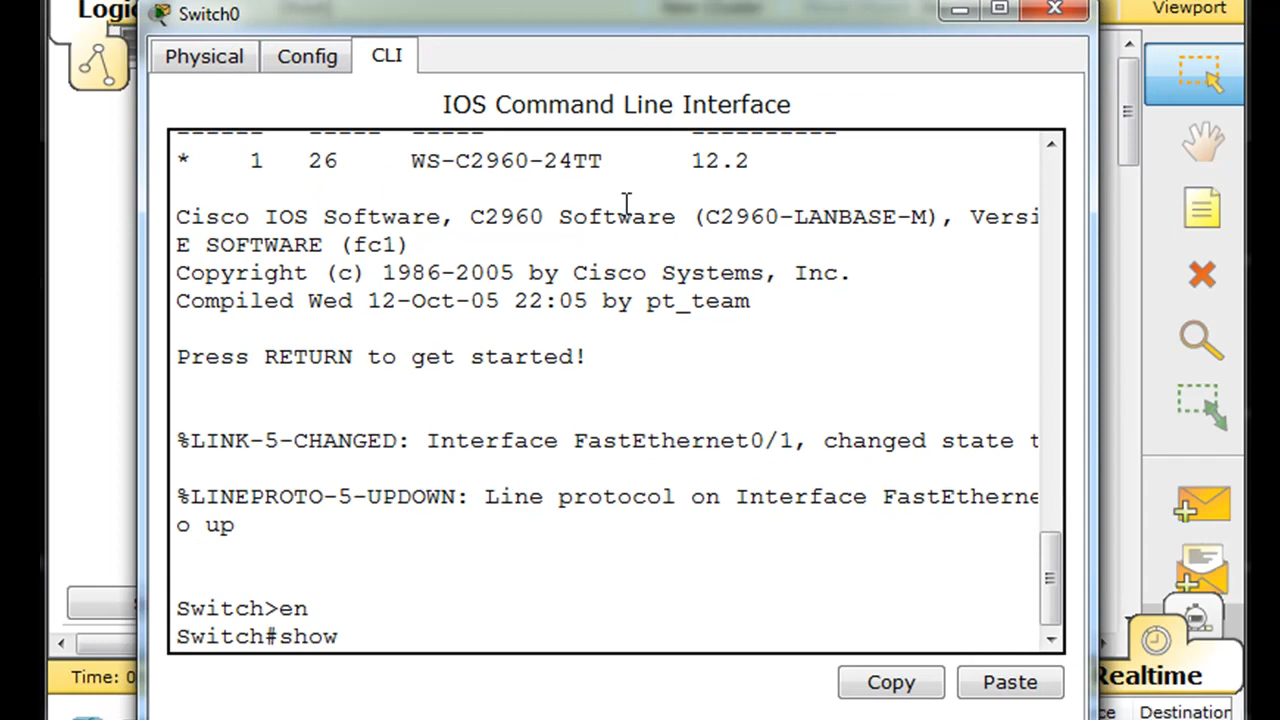 Logic
Switch0
Viewport
Physical
Config
CLI
IOS Command Line Interface
------ ----- ----- ----------
* 1 26 WS-C2960-24TT 12.2
Cisco IOS Software, C2960 Software (C2960-LANBASE-M), Versi
E SOFTWARE (fc1)
Copyright (c) 1986-2005 by Cisco Systems, Inc.
Compiled Wed 12-Oct-05 22:05 by pt_team
Press RETURN to get started!
%LINK-5-CHANGED: Interface FastEthernet0/1, changed state t
%LINEPROTO-5-UPDOWN: Line protocol on Interface FastEtherne
o up
Switch>en
Switch#show
Copy
Paste
Time: 0
Realtime
ce Destination